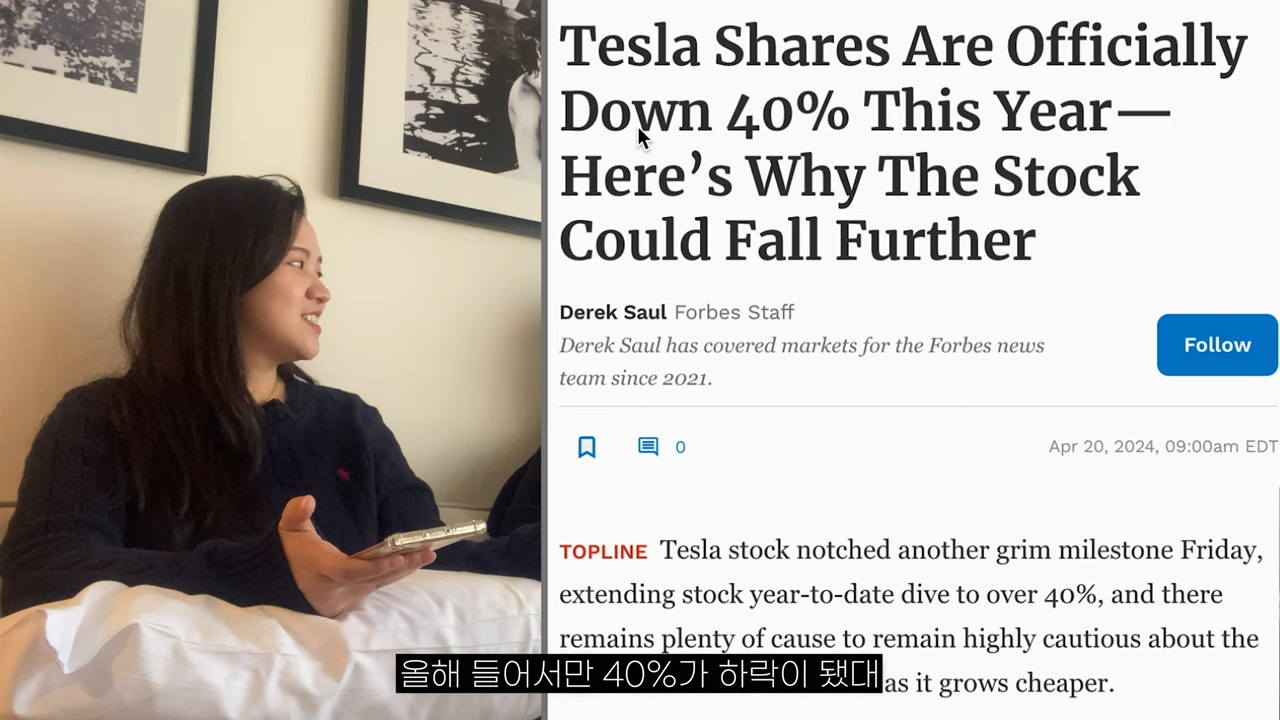 Tesla Shares Are Officially
Down 40% This Year—
Here’s Why The Stock
Could Fall Further
Derek Saul Forbes Staff
Derek Saul has covered markets for the Forbes news
team since 2021.
Follow
0
Apr 20, 2024, 09:00am EDT
TOPLINE Tesla stock notched another grim milestone Friday,
extending stock year-to-date dive to over 40%, and there
remains plenty of cause to remain highly cautious about the
as it grows cheaper.
올해 들어서만 40%가 하락이 됐대